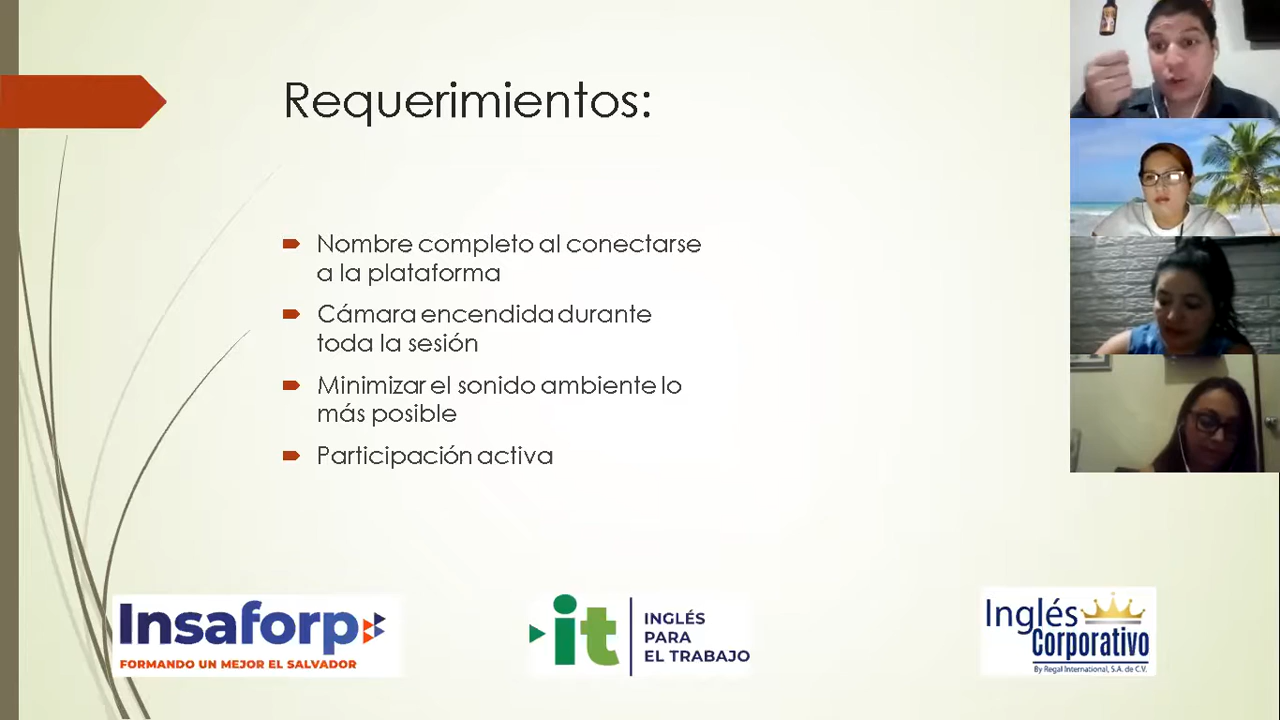 Requerimientos:
Nombre completo al conectarse
a la plataforma
Cámara encendida durante
toda la sesión
Minimizar el sonido ambiente lo
más posible
Participación activa
Insaforp
FORMANDO UN MEJOR EL SALVADOR
it
INGLÉS
PARA
EL TRABAJO
Inglés
Corporativo
By Regal International, S.A. de C.V.